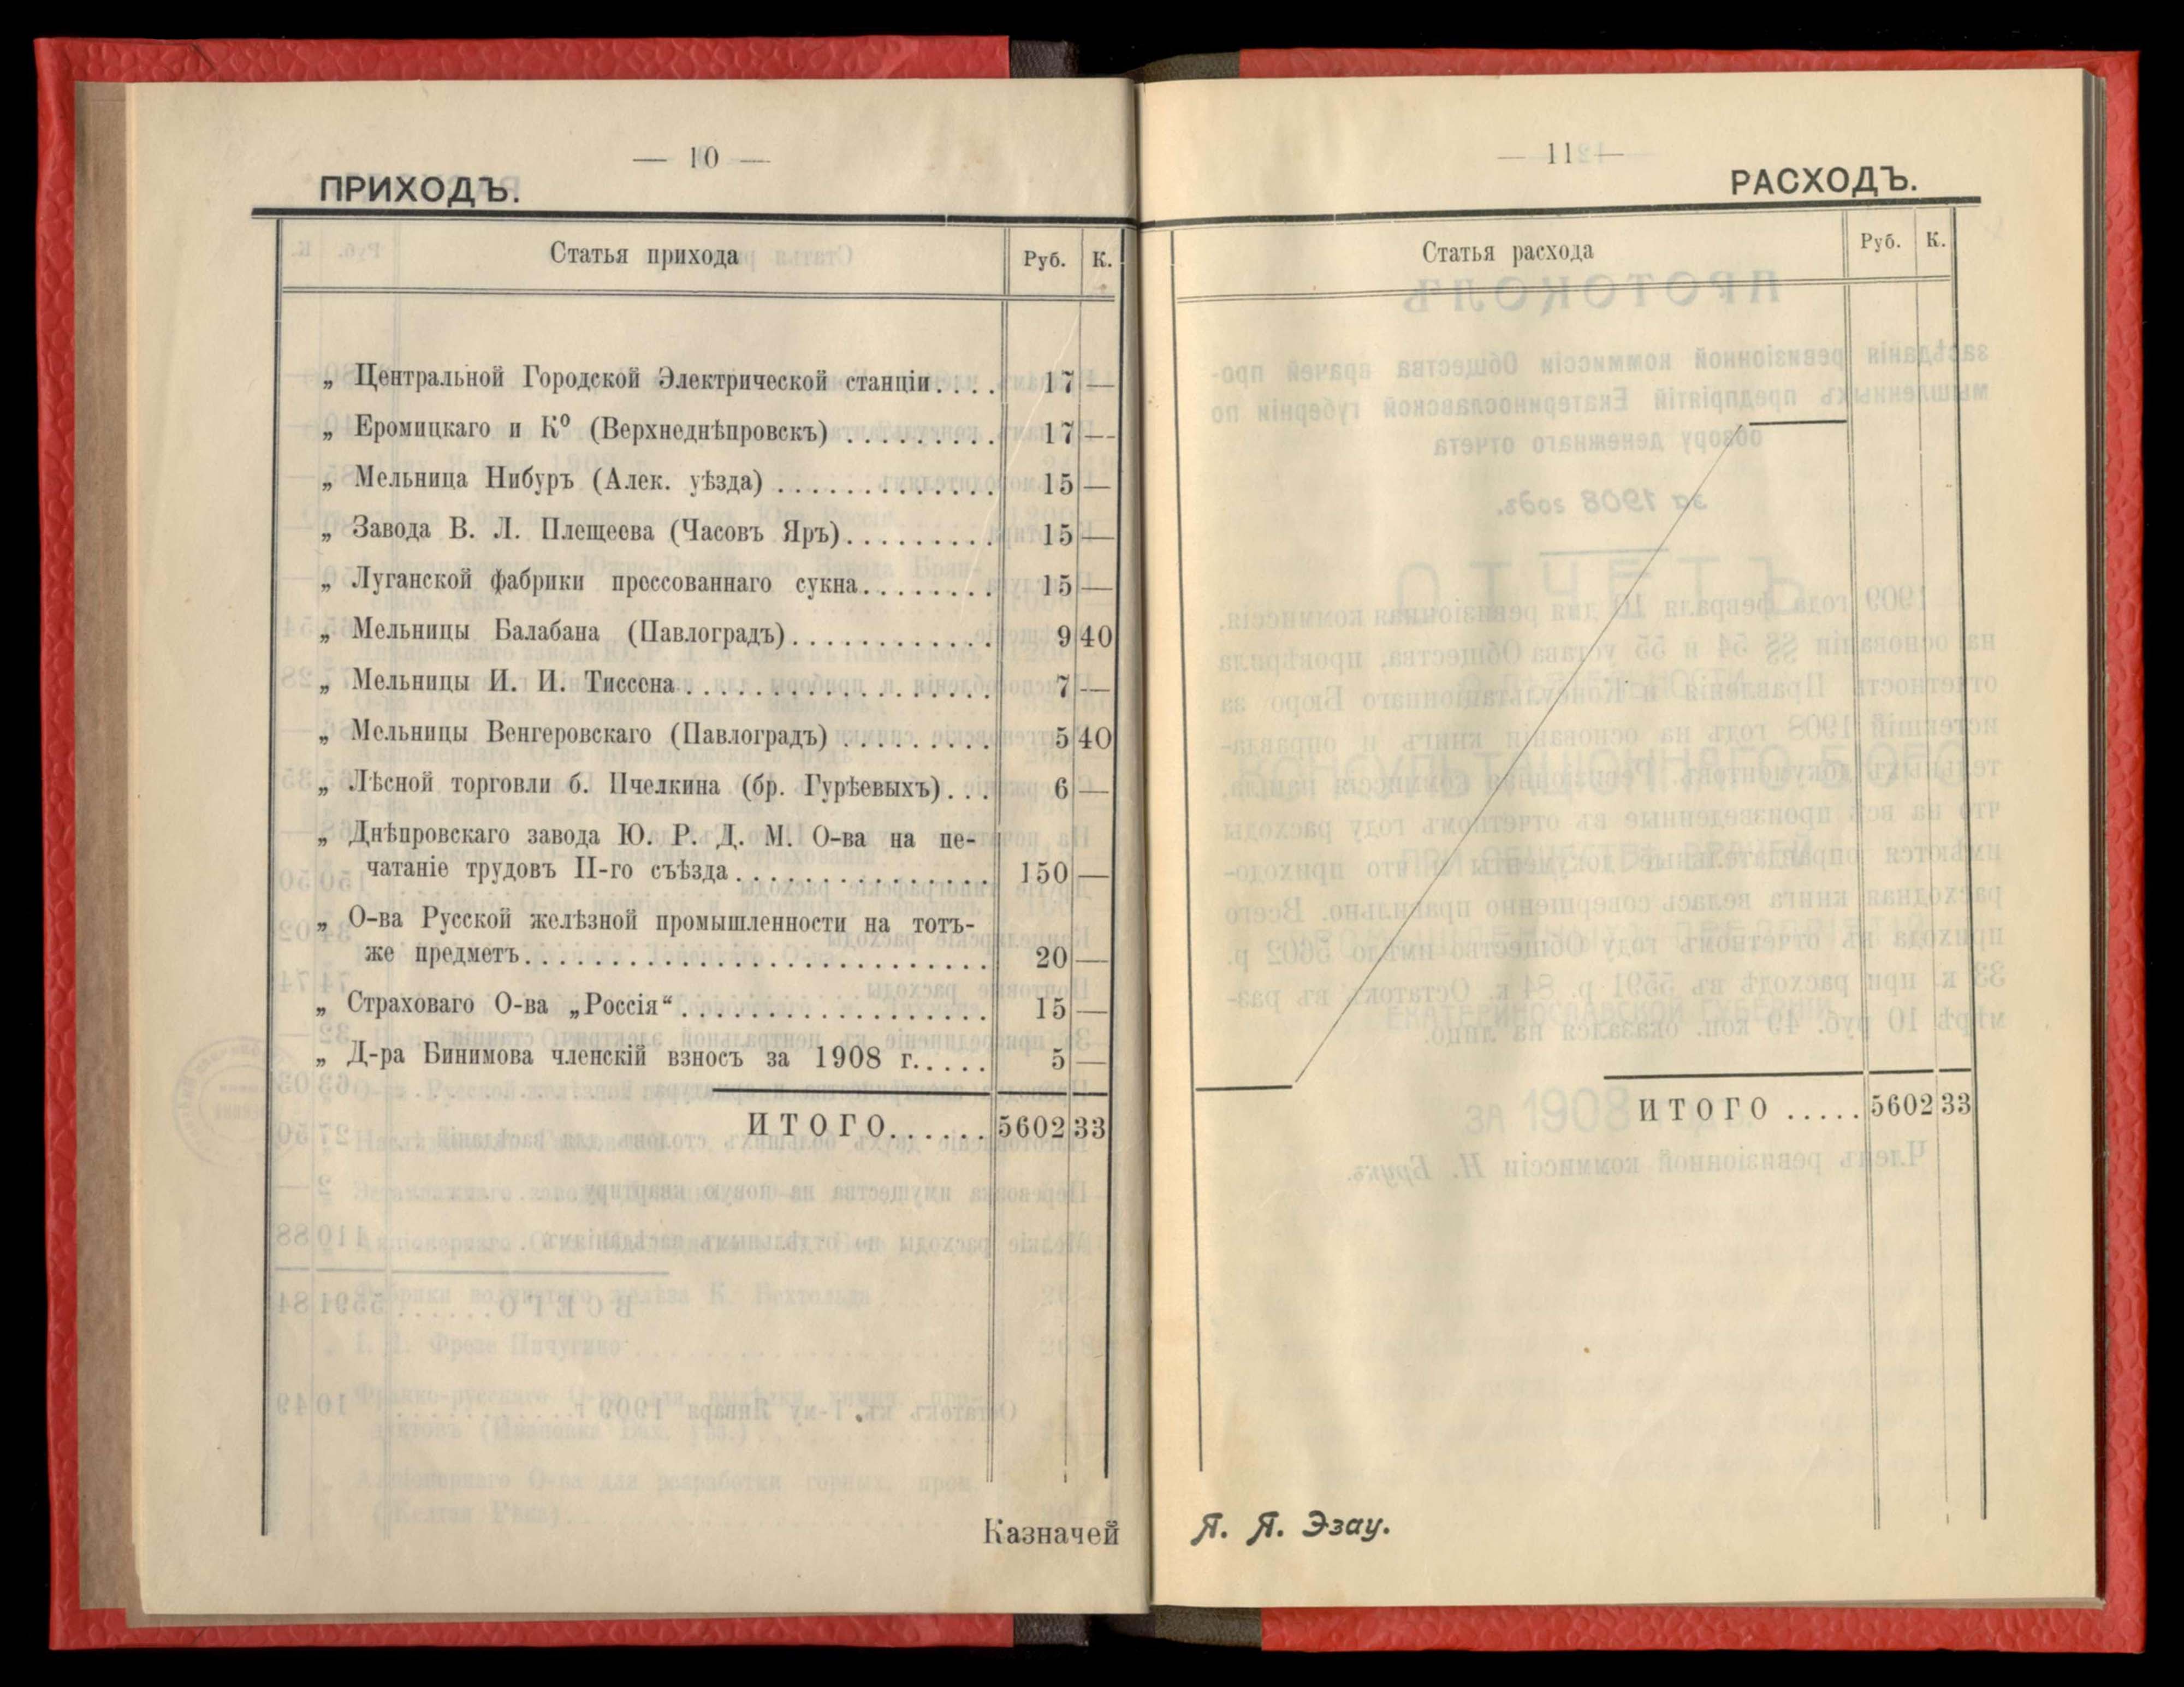 — 10 —
ПРИХОДЪ.
Статья прихода Руб. К.
„ Центральной Городской Электрической станціи.... 17 —
„ Еромицкаго и К⁰ (Верхнеднѣпровскъ) ......... 17 —
„ Мельница Нибуръ (Алек. уѣзда) ............. 15 —
„ Завода В. Л. Плещеева (Часовъ Яръ)......... 15 —
„ Луганской фабрики прессованнаго сукна........ 15 —
„ Мельницы Балабана (Павлоградъ)............ 9 40
„ Мельницы И. И. Тиссена.................. 7 —
„ Мельницы Венгеровскаго (Павлоградъ) ......... 5 40
„ Лѣсной торговли б. Пчелкина (бр. Гурѣевыхъ)... 6 —
„ Днѣпровскаго завода Ю. Р. Д. М. О-ва на пе-
чатаніе трудовъ II-го съѣзда............... 150 —
„ О-ва Русской желѣзной промышленности на тотъ-
же предметъ........................... 20 —
„ Страховаго О-ва „Россія“.................. 15 —
„ Д-ра Бинимова членскій взносъ за 1908 г..... 5 —
ИТОГО...... 5602 33
Казначей
— 11 —
РАСХОДЪ.
Статья расхода Руб. К.
ИТОГО ..... 5602 33
Я. Я. Эзау.